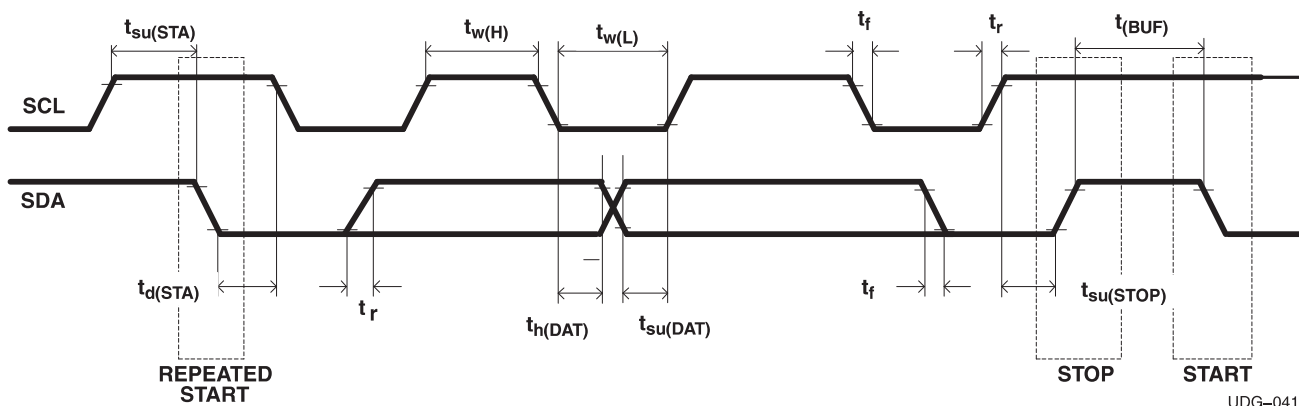 tsu(STA)
tw(H)
tw(L)
tf
tr
t(BUF)
SCL
SDA
td(STA)
tr
th(DAT)
tsu(DAT)
tf
tsu(STOP)
REPEATED
START
STOP
START
UDG–041